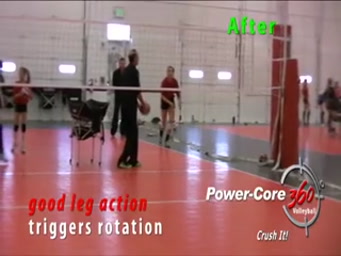 After
good leg action
triggers rotation
Power-Core 360
Volleyball
Crush It!